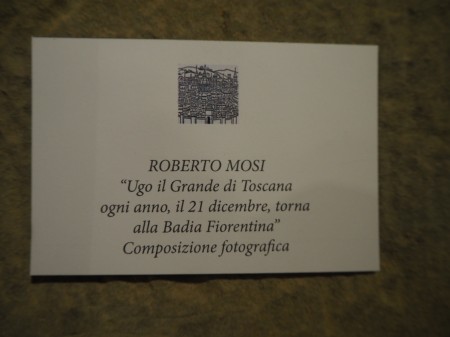 ROBERTO MOSI
“Ugo il Grande di Toscana
ogni anno, il 21 dicembre, torna
alla Badia Fiorentina”
Composizione fotografica